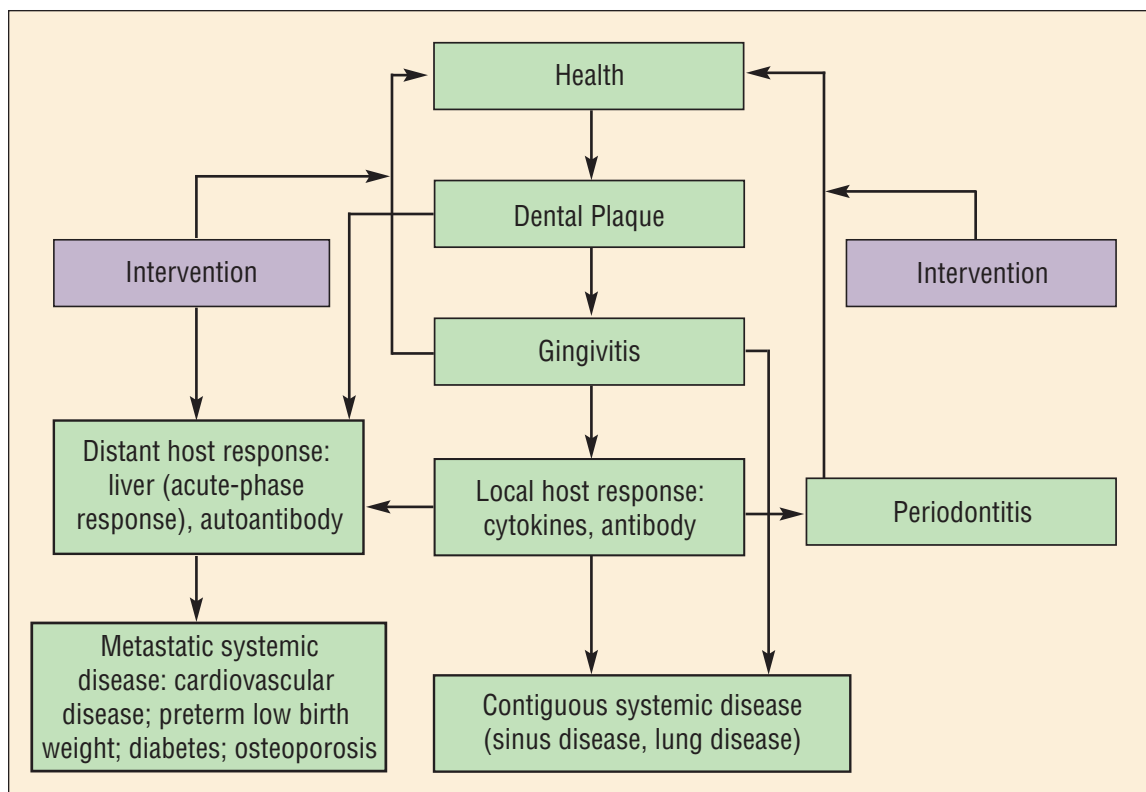 Health
Dental Plaque
Intervention
Intervention
Gingivitis
Distant host response:
liver (acute-phase
response), autoantibody
Local host response:
cytokines, antibody
Periodontitis
Metastatic systemic
disease: cardiovascular
disease; preterm low birth
weight; diabetes; osteoporosis
Contiguous systemic disease
(sinus disease, lung disease)